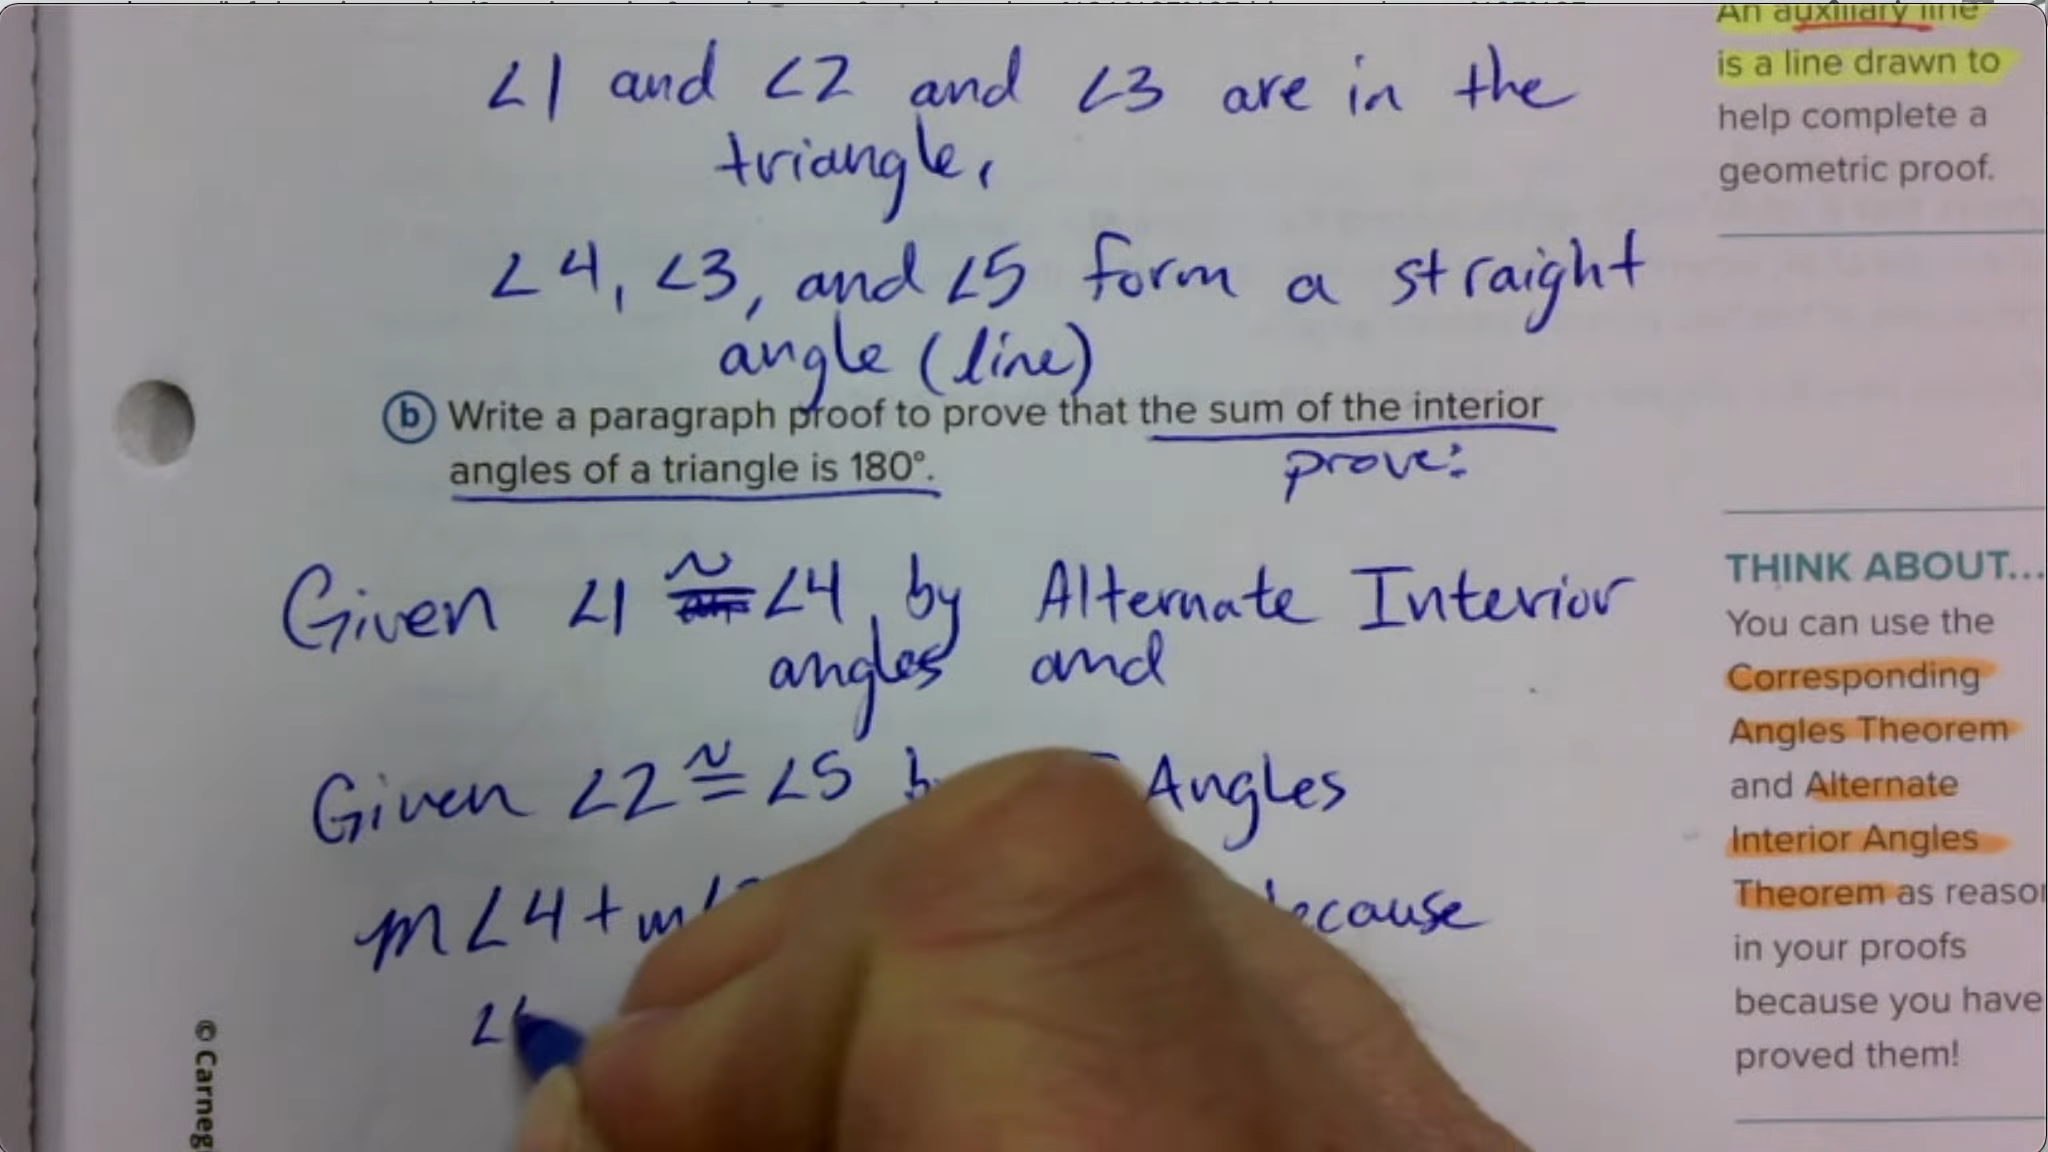 ∠1 and ∠2 and ∠3 are in the
triangle,
∠4, ∠3, and ∠5 form a straight
angle (line)
b Write a paragraph proof to prove that the sum of the interior
angles of a triangle is 180°.
prove:
Given ∠1 ≅ ∠4, by Alternate Interior
angles and
Given ∠2 ≅ ∠5 Angles
m∠4 + m∠
∠
An auxiliary line
is a line drawn to
help complete a
geometric proof.
THINK ABOUT...
You can use the
Corresponding
Angles Theorem
and Alternate
Interior Angles
Theorem as
in your proofs
because you have
proved them!
©